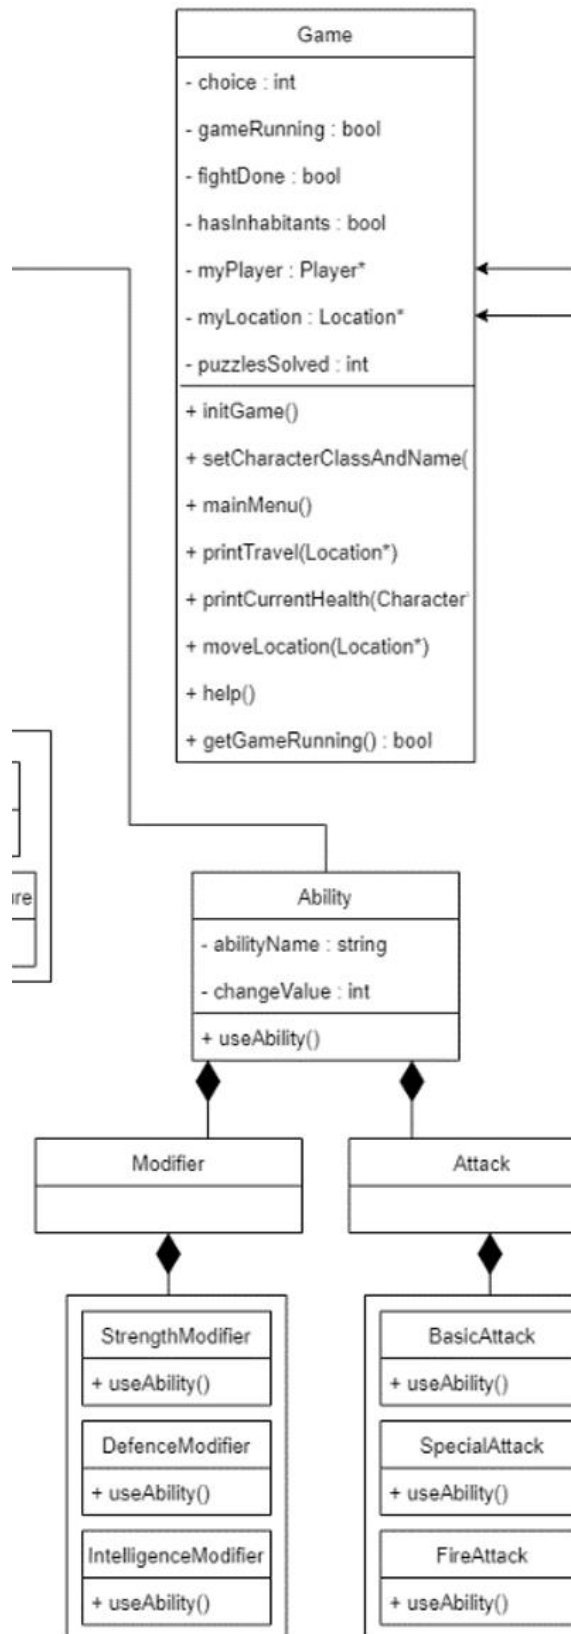 Game
- choice : int
- gameRunning : bool
- fightDone : bool
- hasInhabitants : bool
- myPlayer : Player*
- myLocation : Location*
- puzzlesSolved : int
+ initGame()
+ setCharacterClassAndName(
+ mainMenu()
+ printTravel(Location*)
+ printCurrentHealth(Character*
+ moveLocation(Location*)
+ help()
+ getGameRunning() : bool
ure
Ability
- abilityName : string
- changeValue : int
+ useAbility()
Modifier
Attack
StrengthModifier
+ useAbility()
DefenceModifier
+ useAbility()
IntelligenceModifier
+ useAbility()
BasicAttack
+ useAbility()
SpecialAttack
+ useAbility()
FireAttack
+ useAbility()